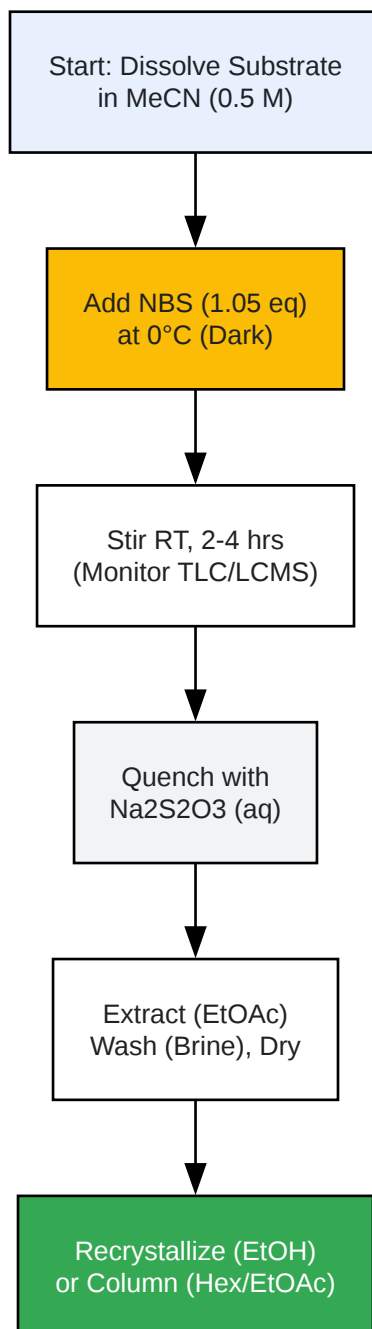 Start: Dissolve Substrate
in MeCN (0.5 M)
Add NBS (1.05 eq)
at 0°C (Dark)
Stir RT, 2-4 hrs
(Monitor TLC/LCMS)
Quench with
Na2S2O3 (aq)
Extract (EtOAc)
Wash (Brine), Dry
Recrystallize (EtOH)
or Column (Hex/EtOAc)